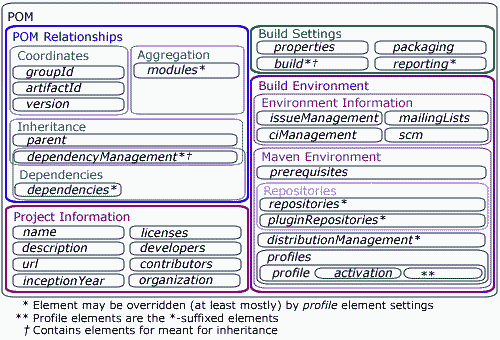 POM
POM Relationships
Coordinates
groupId
artifactId
version
Aggregation
modules*
Inheritance
parent
dependencyManagement*†
Dependencies
dependencies*
Project Information
name
licenses
description
developers
url
contributors
inceptionYear
organization
Build Settings
properties
packaging
build*†
reporting*
Build Environment
Environment Information
issueManagement
mailingLists
ciManagement
scm
Maven Environment
prerequisites
Repositories
repositories*
pluginRepositories*
distributionManagement*
profiles
profile activation **
* Element may be overridden (at least mostly) by profile element settings
** Profile elements are the *-suffixed elements
† Contains elements for meant for inheritance